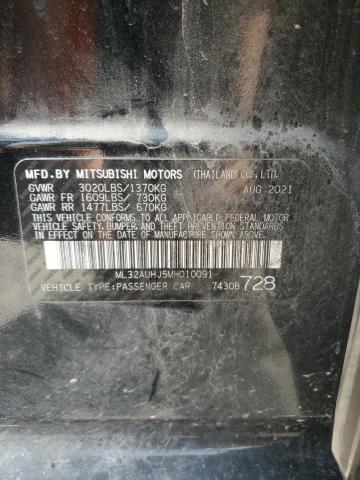 MFD.BY MITSUBISHI MOTORS (THAILAND) CO.,LTD.
GVWR 3020LBS/1370KG AUG 2021
GAWR FR 1609LBS/ 730KG
GAWR RR 1477LBS/ 670KG
THIS VEHICLE CONFORMS TO ALL APPLICABLE FEDERAL MOTOR
VEHICLE SAFETY, BUMPER, AND THEFT PREVENTION STANDARDS
IN EFFECT ON THE DATE OF MANUFACTURE SHOWN ABOVE.
ML32AUHJ5MH010091
VEHICLE TYPE:PASSENGER CAR 7430B 728